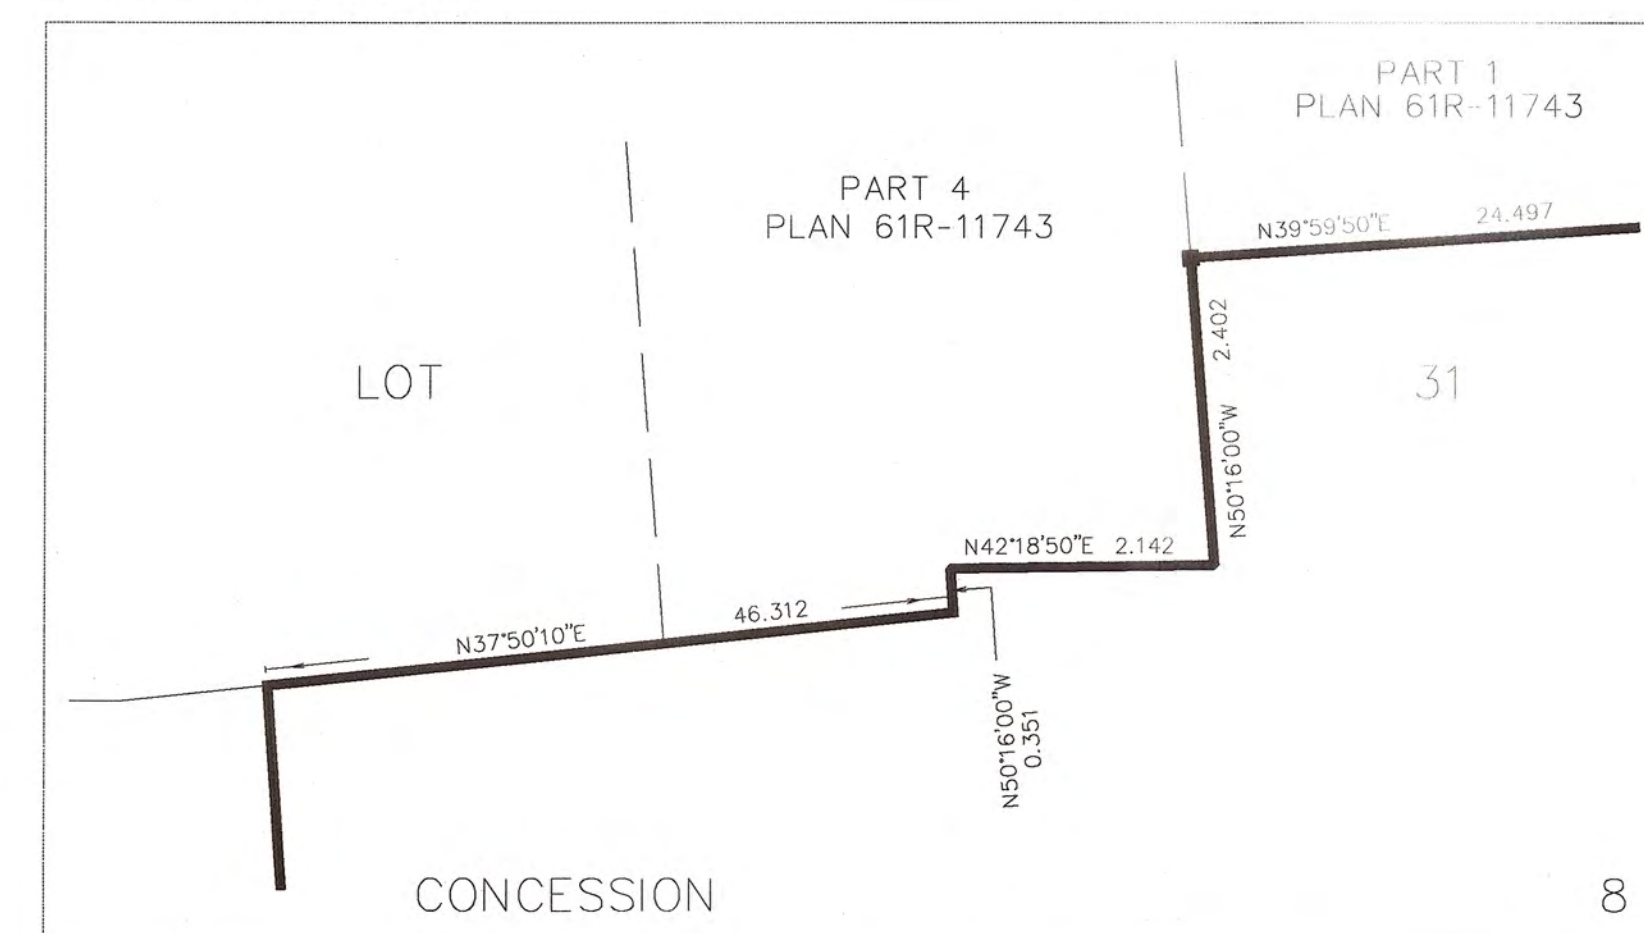 PART 1
PLAN 61R-11743
PART 4
PLAN 61R-11743
N39°59'50"E 24.497
2.402
N50°16'00"W
LOT
31
N42°18'50"E 2.142
46.312
N37°50'10"E
N50°16'00"W
0.351
CONCESSION
8